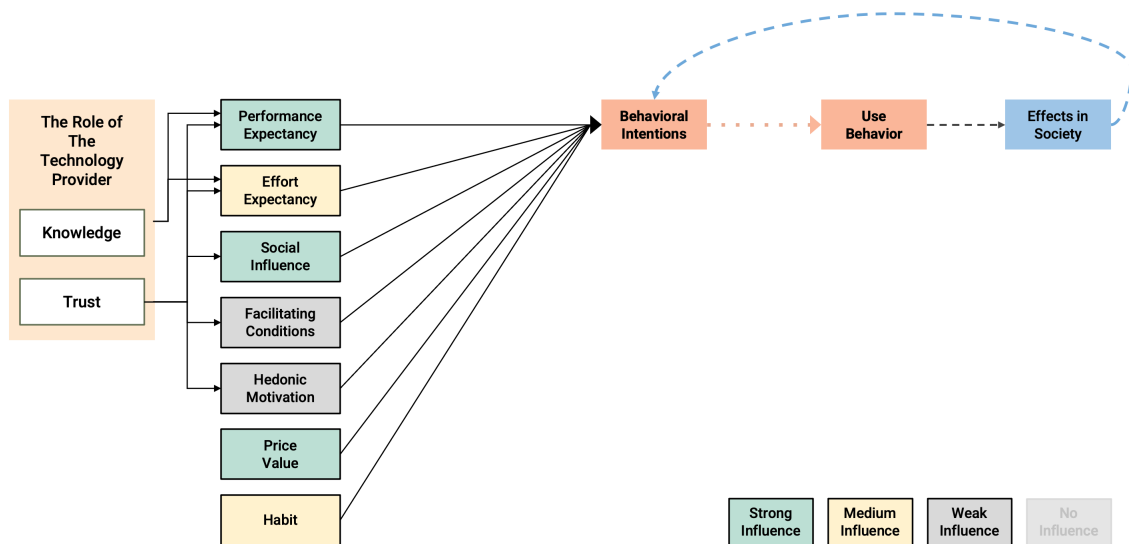 The Role of
The
Technology
Provider
Knowledge
Trust
Performance
Expectancy
Effort
Expectancy
Social
Influence
Facilitating
Conditions
Hedonic
Motivation
Price
Value
Habit
Behavioral
Intentions
Use
Behavior
Effects in
Society
Strong
Influence
Medium
Influence
Weak
Influence
No
Influence